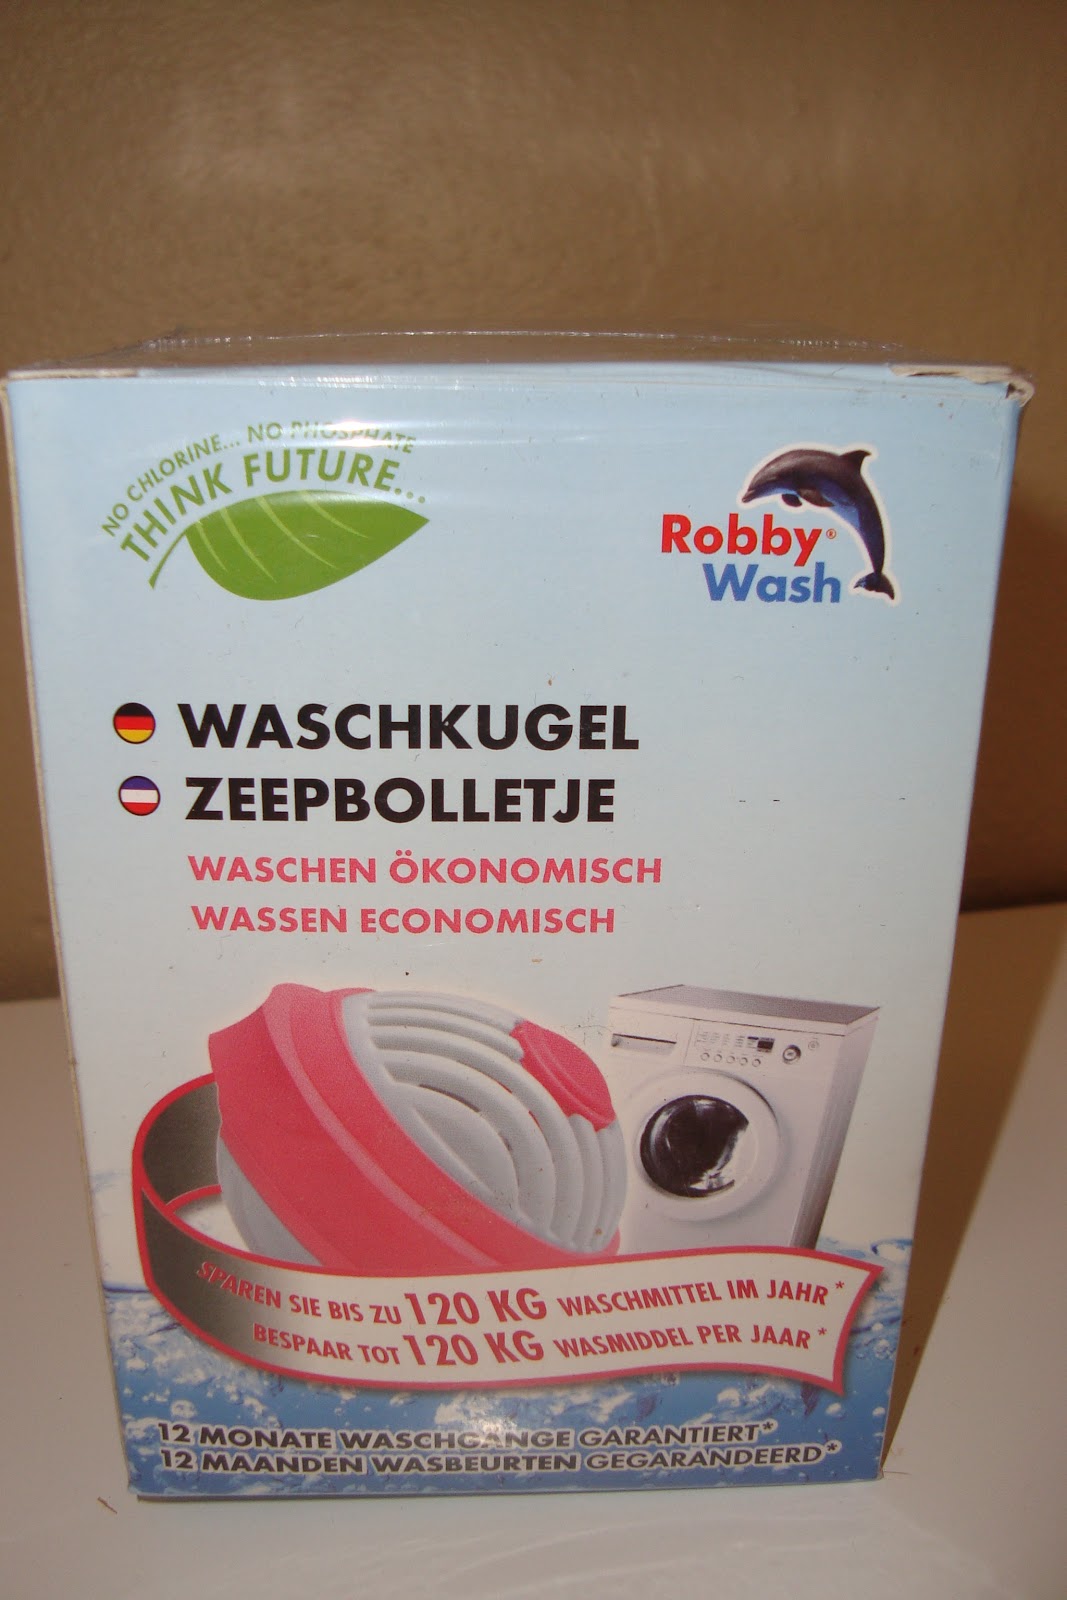 NO CHLORINE... NO PHOSPHATE
THINK FUTURE...
Robby®
Wash
WASCHKUGEL
ZEEPBOLLETJE
WASCHEN ÖKONOMISCH
WASSEN ECONOMISCH
SPAREN SIE BIS ZU 120 KG WASCHMITTEL IM JAHR*
BESPAAR TOT 120 KG WASMIDDEL PER JAAR*
12 MONATE WASCHGÄNGE GARANTIERT*
12 MAANDEN WASBEURTEN GEGARANDEERD*